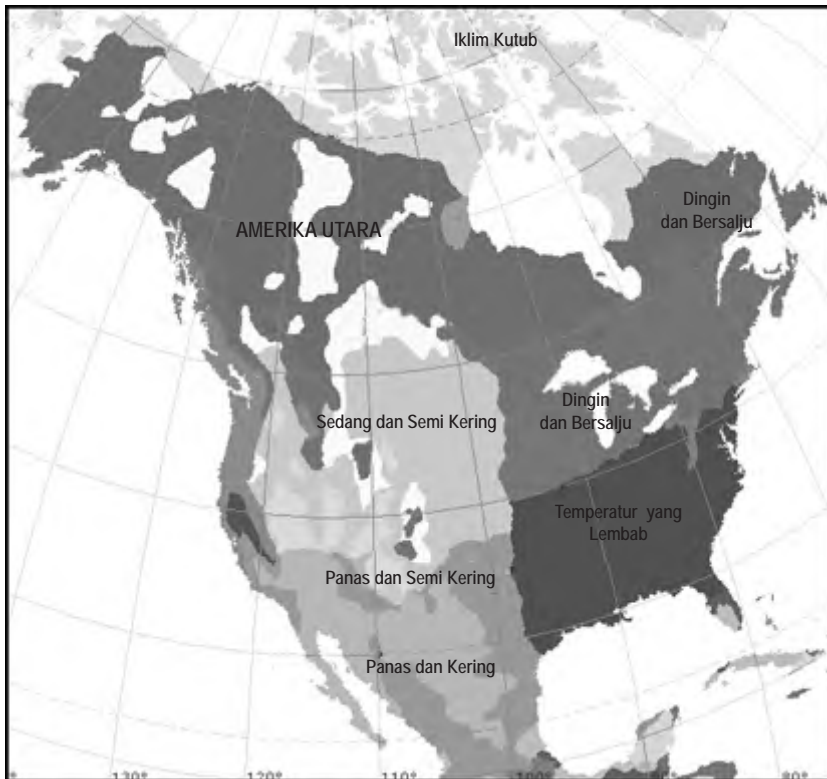 Iklim Kutub
Dingin
dan Bersalju
AMERIKA UTARA
Sedang dan Semi Kering
Dingin
dan Bersalju
Temperatur yang
Lembab
Panas dan Semi Kering
Panas dan Kering
130°
120°
110°
100°
90°
80°